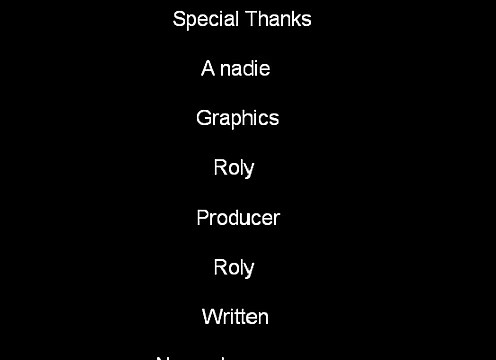 Special Thanks
A nadie
Graphics
Roly
Producer
Roly
Written